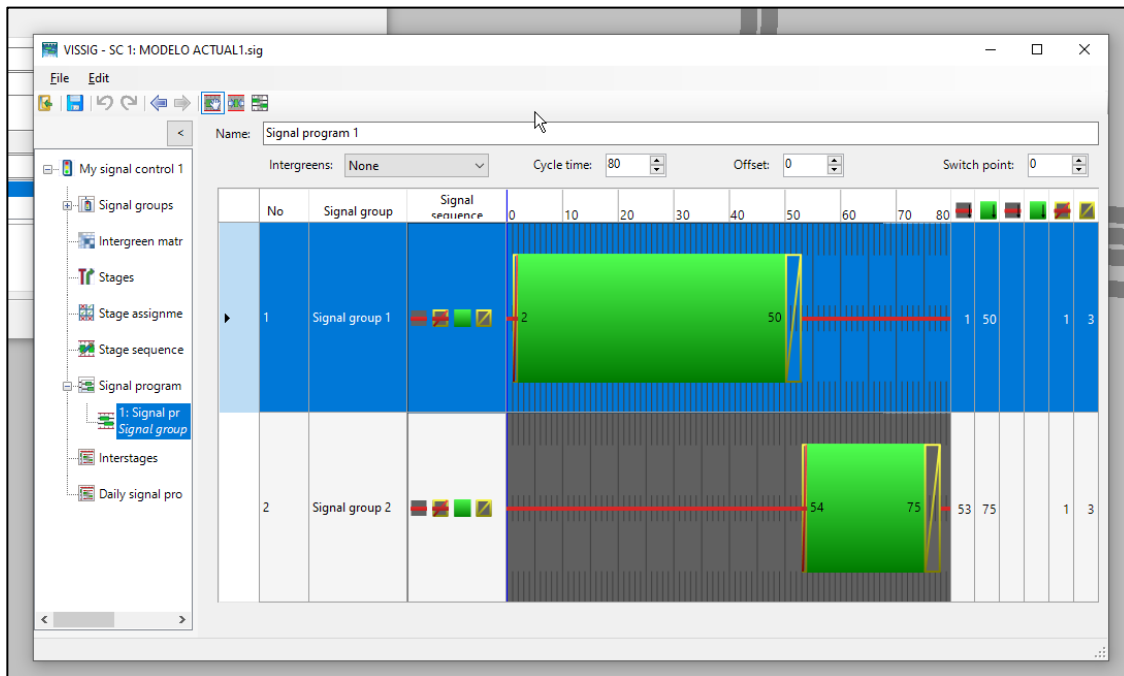 VISSIG - SC 1: MODELO ACTUAL1.sig
File Edit
<
Name: Signal program 1
Intergreens: None Cycle time: 80 Offset: 0 Switch point: 0
My signal control 1
Signal groups
Intergreen matr
Stages
Stage assignme
Stage sequence
Signal program
1: Signal pr
Signal group
Interstages
Daily signal pro
No Signal group Signal sequence 0 10 20 30 40 50 60 70 80
1 Signal group 1 2 50 1 50 1 3
2 Signal group 2 54 75 53 75 1 3